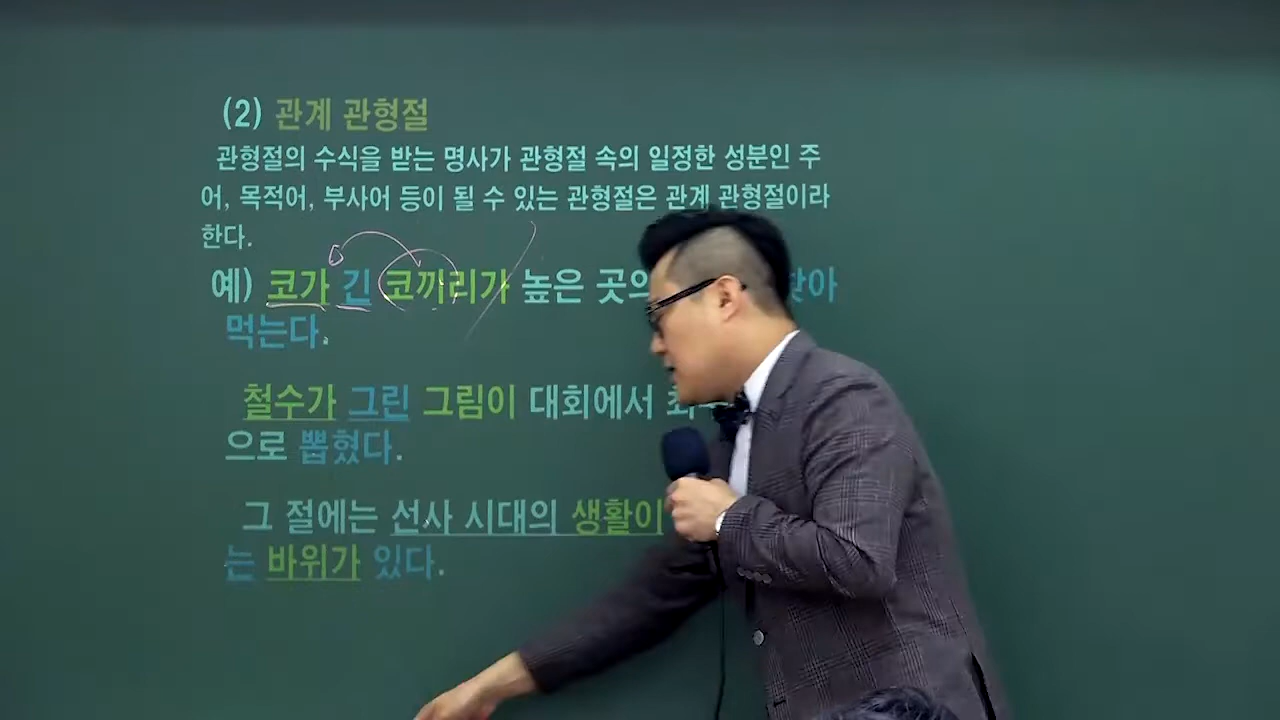 (2) 관계 관형절
관형절의 수식을 받는 명사가 관형절 속의 일정한 성분인 주
어, 목적어, 부사어 등이 될 수 있는 관형절은 관계 관형절이라
한다.
예) 코가 긴 코끼리가 높은 곳의
먹는다.
철수가 그린 그림이 대회에서
으로 뽑혔다.
그 절에는 선사 시대의 생활이
는 바위가 있다.